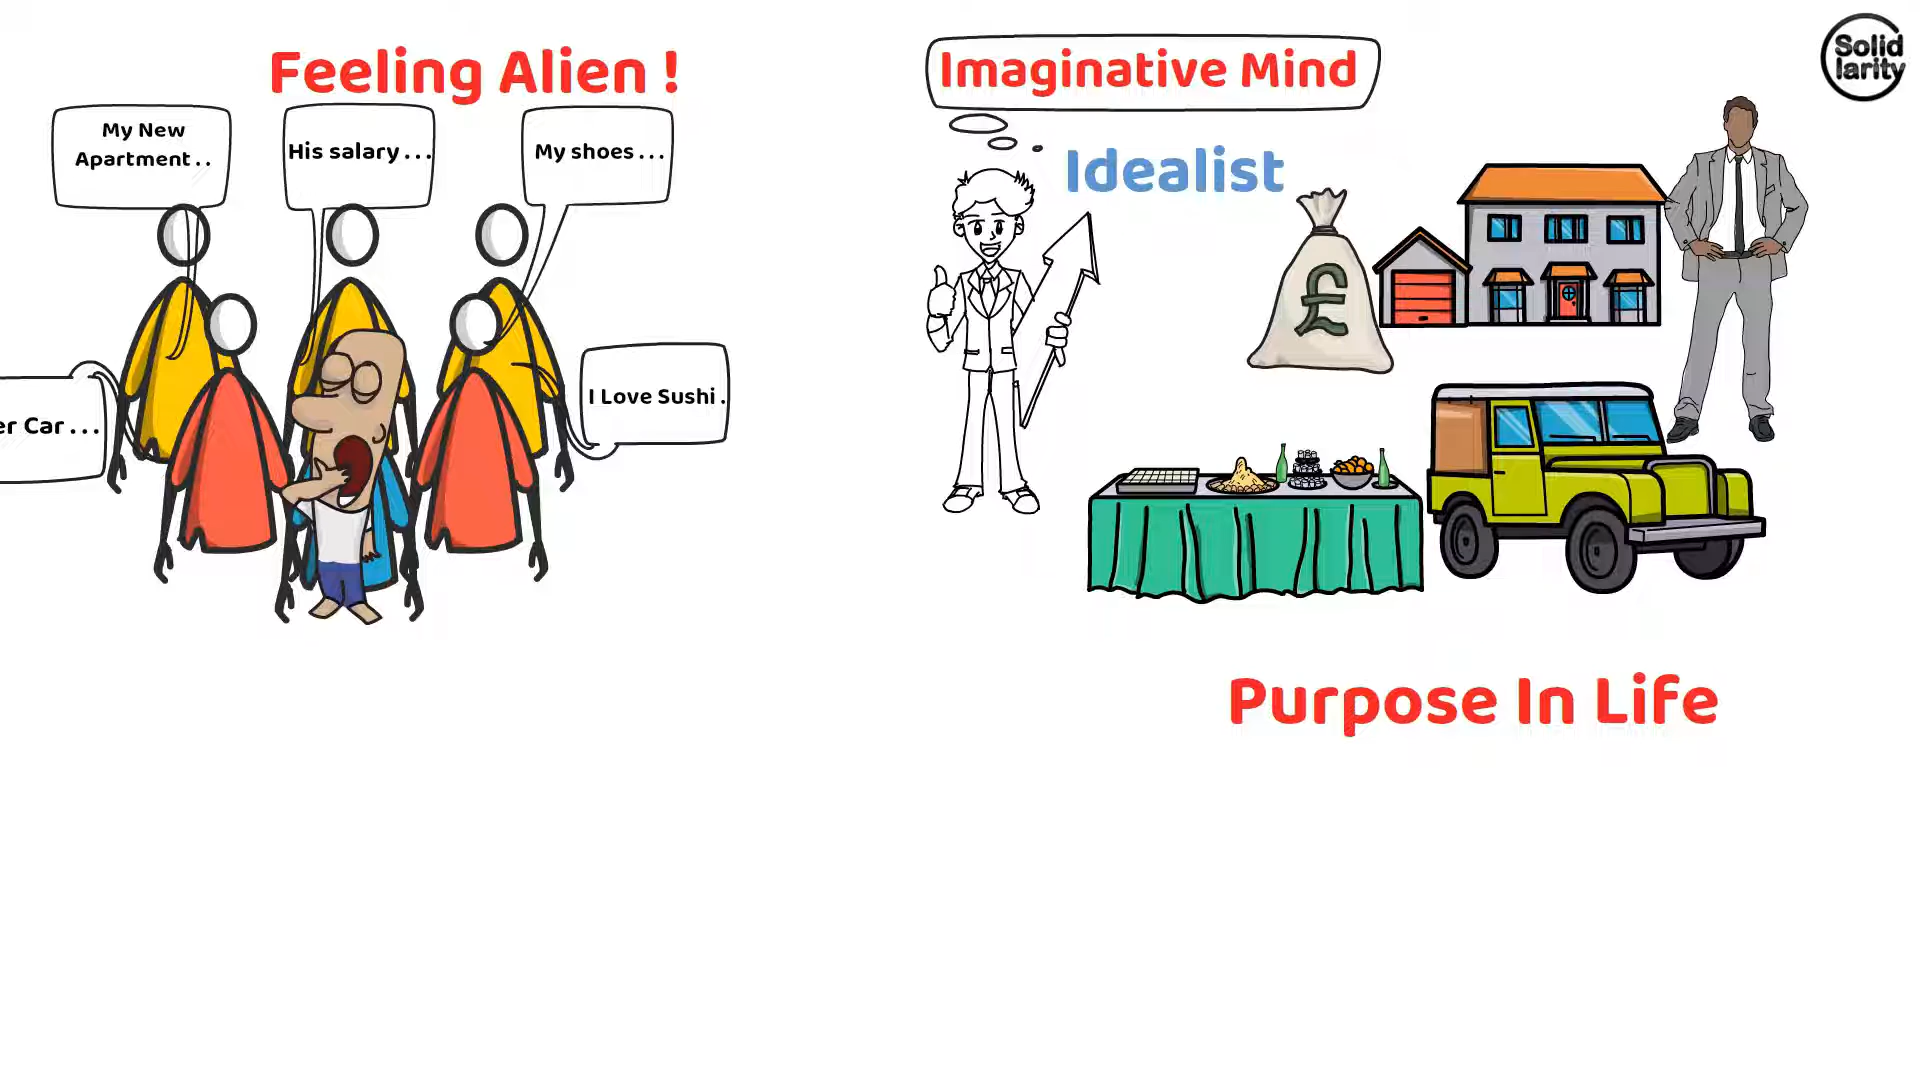 Feeling Alien !
My New
Apartment . .
His salary . . .
My shoes . . .
er Car . . .
I Love Sushi .
Imaginative Mind
Idealist
£
Purpose In Life
Solid
larity